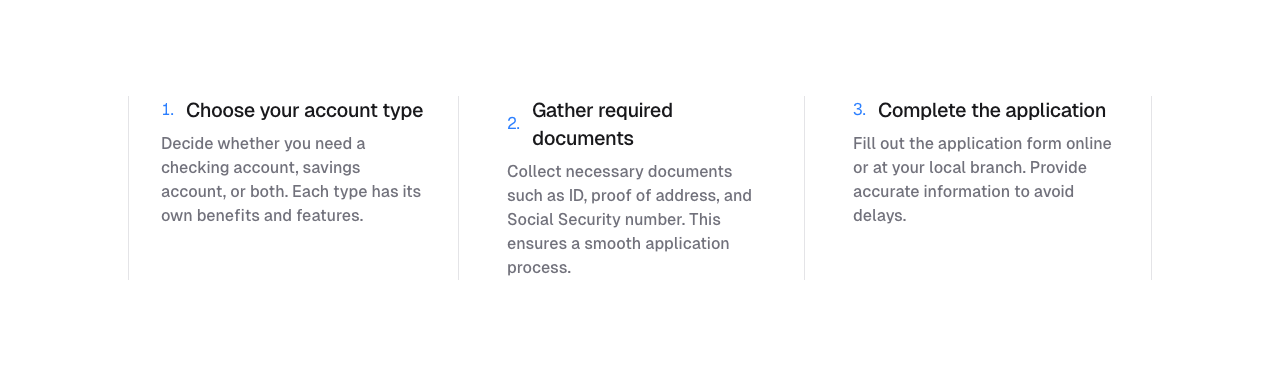 1. Choose your account type
Decide whether you need a
checking account, savings
account, or both. Each type has its
own benefits and features.
2. Gather required
documents
Collect necessary documents
such as ID, proof of address, and
Social Security number. This
ensures a smooth application
process.
3. Complete the application
Fill out the application form online
or at your local branch. Provide
accurate information to avoid
delays.